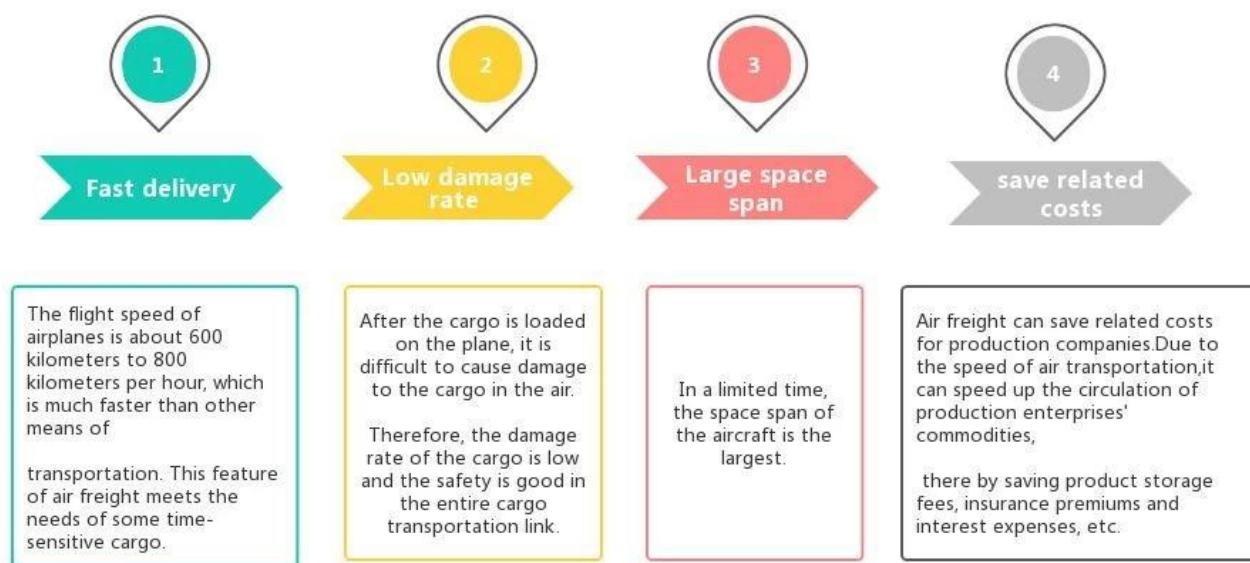 1
Fast delivery
The flight speed of
airplanes is about 600
kilometers to 800
kilometers per hour, which
is much faster than other
means of
transportation. This feature
of air freight meets the
needs of some time-
sensitive cargo.
2
Low damage
rate
After the cargo is loaded
on the plane, it is
difficult to cause damage
to the cargo in the air.
Therefore, the damage
rate of the cargo is low
and the safety is good in
the entire cargo
transportation link.
3
Large space
span
In a limited time,
the space span of
the aircraft is the
largest.
4
save related
costs
Air freight can save related costs
for production companies.Due to
the speed of air transportation,it
can speed up the circulation of
production enterprises'
commodities,
there by saving product storage
fees, insurance premiums and
interest expenses, etc.